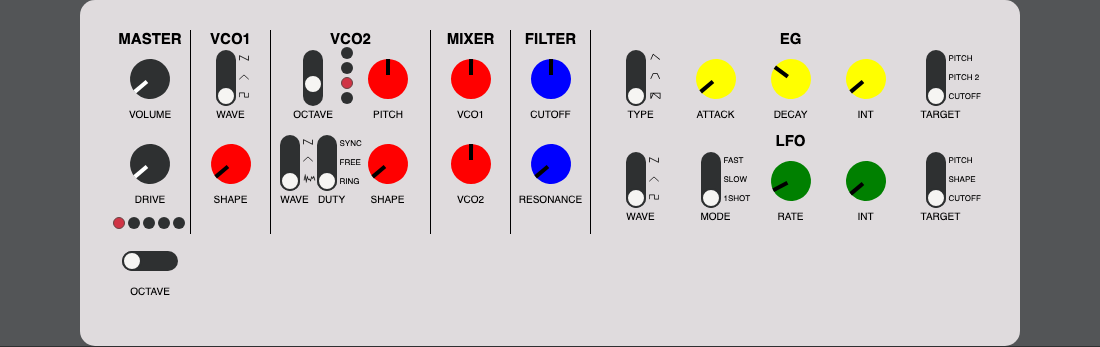 MASTER VCO1 VCO2 MIXER FILTER EG
PITCH
PITCH 2
CUTOFF
VOLUME WAVE OCTAVE PITCH VCO1 CUTOFF TYPE ATTACK DECAY INT TARGET
LFO
SYNC
FREE
RING
FAST
SLOW
1SHOT
PITCH
SHAPE
CUTOFF
DRIVE SHAPE WAVE DUTY SHAPE VCO2 RESONANCE
WAVE MODE RATE INT TARGET
OCTAVE